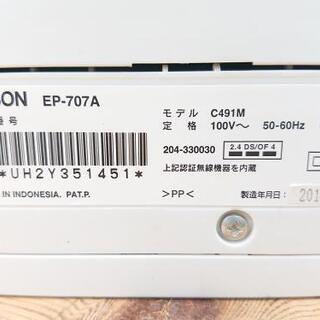 SON EP-707A
番号
モデル C491M
定格 100V～ 50-60Hz
*UH2Y351451*
204-330030 2.4 DS/OF 4
上記認証無線機器を内蔵
IN INDONESIA. PAT.P.
>PP<
製造年月日: 201